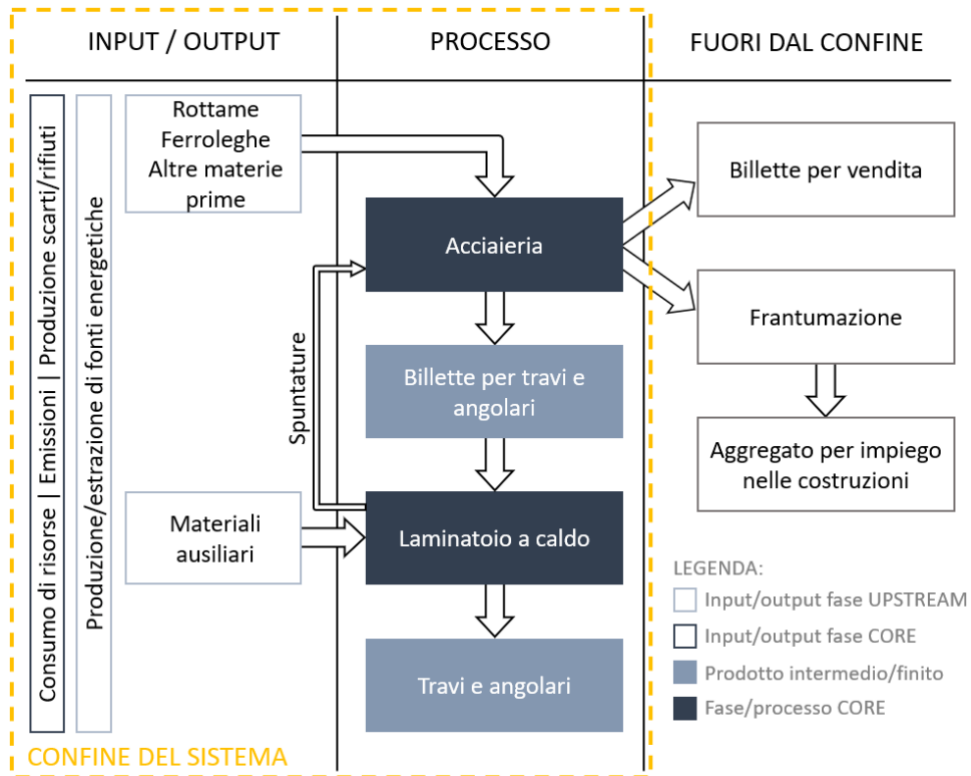 INPUT / OUTPUT
PROCESSO
FUORI DAL CONFINE
Consumo di risorse | Emissioni | Produzione scarti/rifiuti
Produzione/estrazione di fonti energetiche
Rottame
Ferroleghe
Altre materie
prime
Acciaieria
Billette per vendita
Frantumazione
Spuntature
Billette per travi e
angolari
Aggregato per impiego
nelle costruzioni
Materiali
ausiliari
Laminatoio a caldo
Travi e angolari
LEGENDA:
Input/output fase UPSTREAM
Input/output fase CORE
Prodotto intermedio/finito
Fase/processo CORE
CONFINE DEL SISTEMA